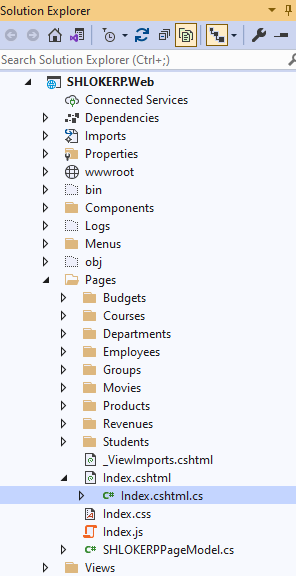 Solution Explorer
Search Solution Explorer (Ctrl+;)
SHLOKERP.Web
Connected Services
Dependencies
Imports
Properties
wwwroot
bin
Components
Logs
Menus
obj
Pages
Budgets
Courses
Departments
Employees
Groups
Movies
Products
Revenues
Students
_ViewImports.cshtml
Index.cshtml
C# Index.cshtml.cs
Index.css
Index.js
C# SHLOKERPPageModel.cs
Views